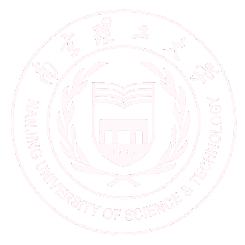 南京理工大学
NANJING UNIVERSITY OF SCIENCE & TECHNOLOGY